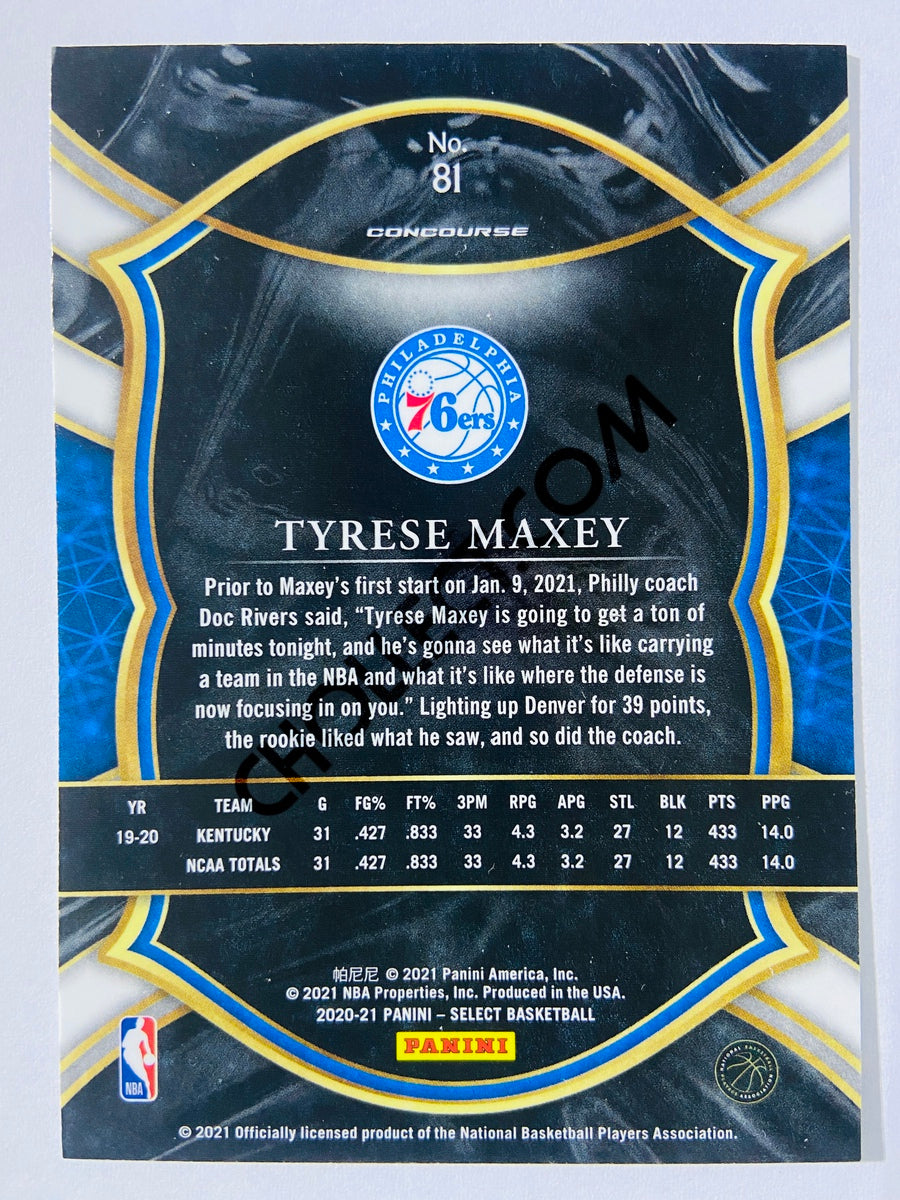 No.
81
CONCOURSE
PHILADELPHIA
76ers
TYRESE MAXEY
Prior to Maxey's first start on Jan. 9, 2021, Philly coach
Doc Rivers said, “Tyrese Maxey is going to get a ton of
minutes tonight, and he's gonna see what it's like carrying
a team in the NBA and what it's like where the defense is
now focusing in on you.” Lighting up Denver for 39 points,
the rookie liked what he saw, and so did the coach.
YR TEAM G FG% FT% 3PM RPG APG STL BLK PTS PPG
19-20 KENTUCKY 31 .427 .833 33 4.3 3.2 27 12 433 14.0
NCAA TOTALS 31 .427 .833 33 4.3 3.2 27 12 433 14.0
帕尼尼 © 2021 Panini America, Inc.
© 2021 NBA Properties, Inc. Produced in the USA.
2020-21 PANINI – SELECT BASKETBALL
PANINI
NBA
NATIONAL BASKETBALL
PLAYERS ASSOCIATION
© 2021 Officially licensed product of the National Basketball Players Association.